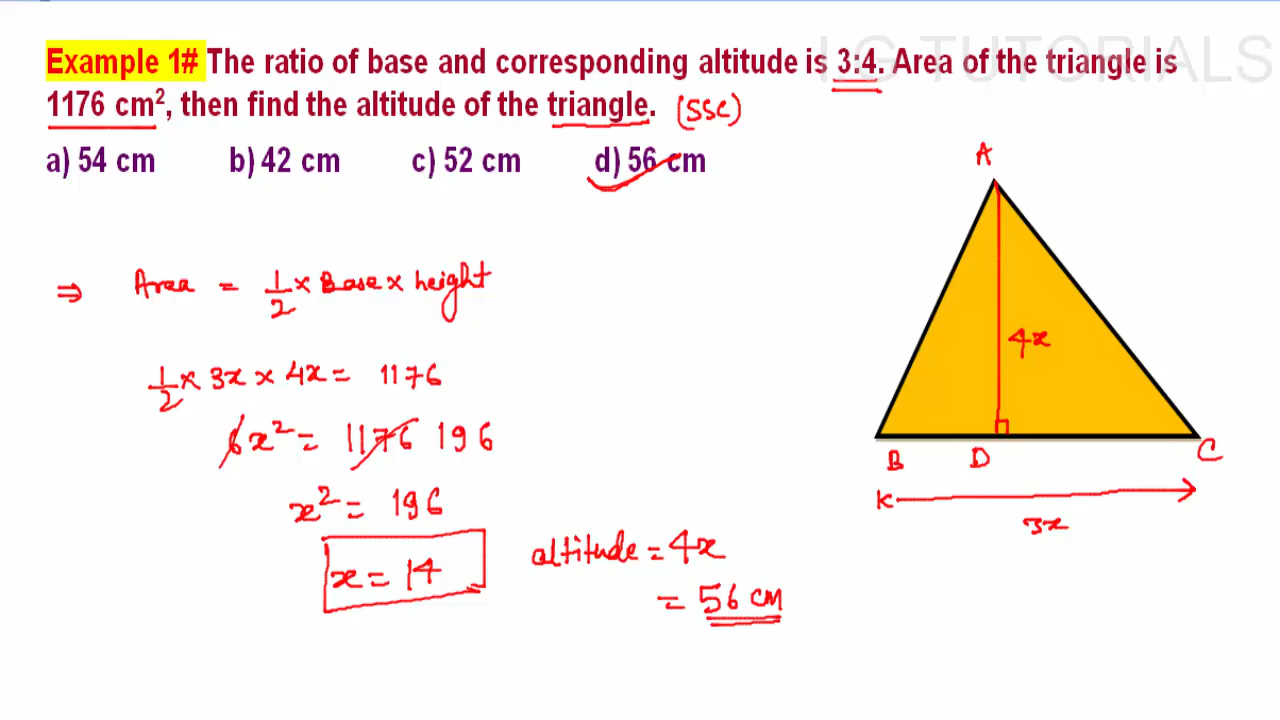 I G TUTORIALS
Example 1# The ratio of base and corresponding altitude is 3:4. Area of the triangle is
1176 cm², then find the altitude of the triangle. (SSC)
a) 54 cm b) 42 cm c) 52 cm d) 56 cm
A
⇒ Area = 1/2 × Base × height
4x
1/2 × 3x × 4x = 1176
6x² = 1176 196
B D C
x² = 196
3x
x = 14
altitude = 4x
= 56 cm